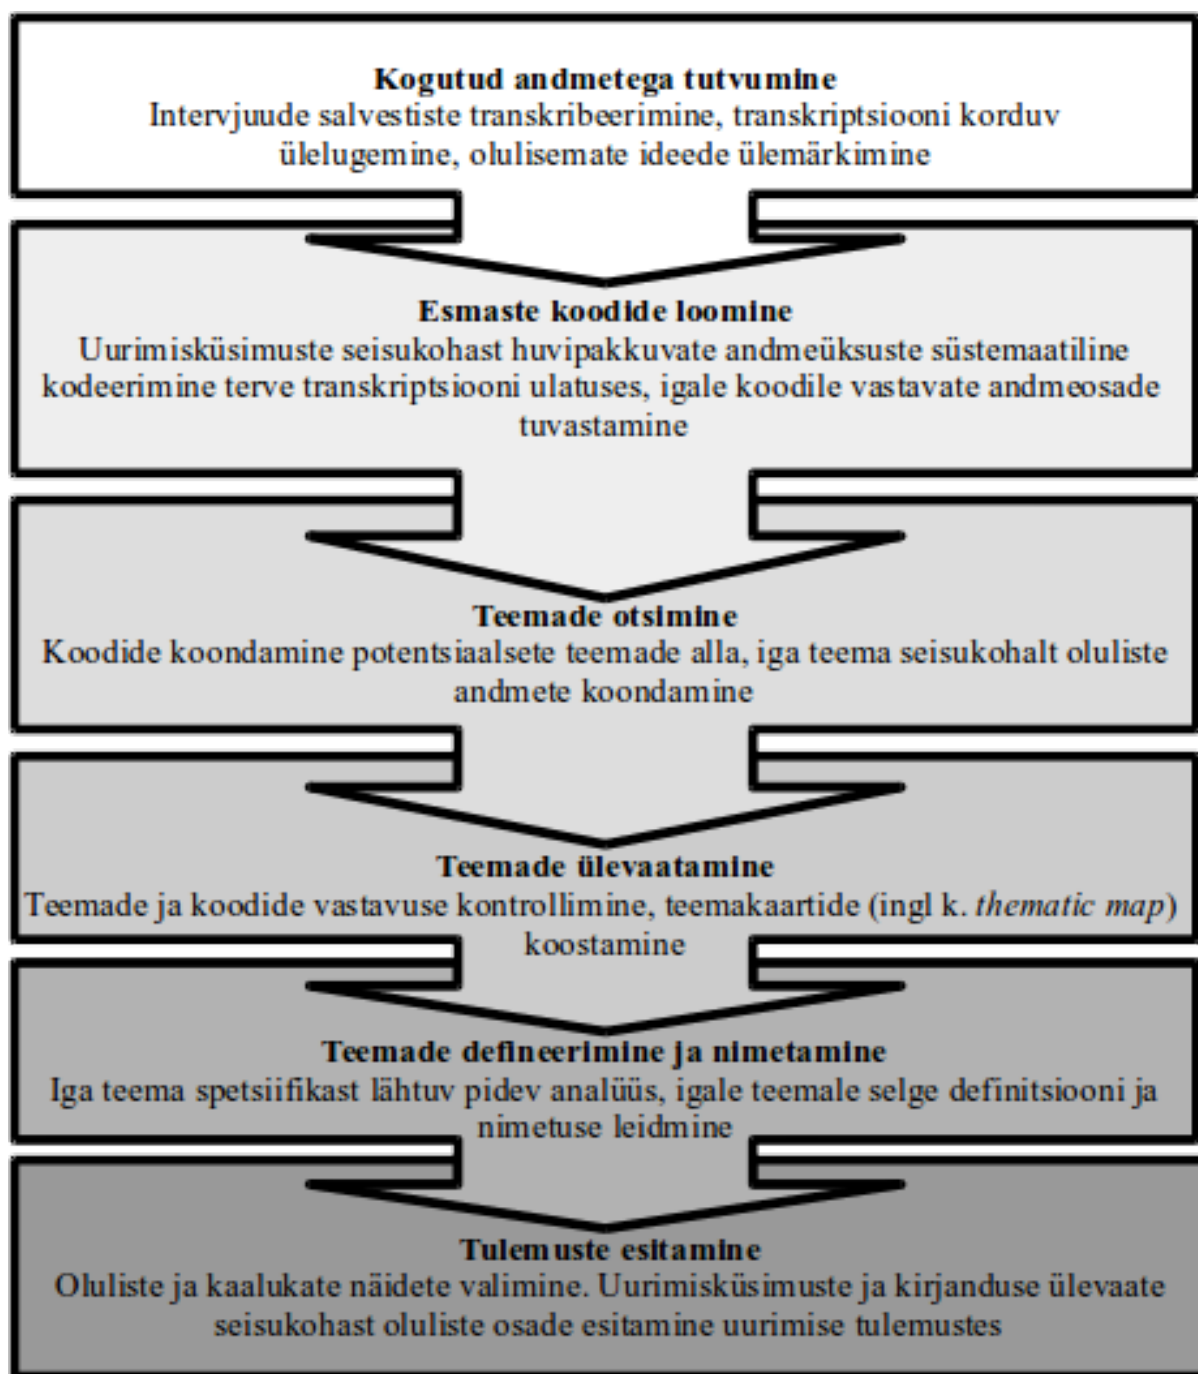 Kogutud andmetega tutvumine
Intervjuude salvestiste transkribeerimine, transkriptsiooni korduv
ülelugemine, olulisemate ideede ülemärkimine
Esmaste koodide loomine
Uurimisküsimuste seisukohast huvipakkuvate andmeüksuste süstemaatiline
kodeerimine terve transkriptsiooni ulatuses, igale koodile vastavate andmeosade
tuvastamine
Teemade otsimine
Koodide koondamine potentsiaalsete teemade alla, iga teema seisukohalt oluliste
andmete koondamine
Teemade ülevaatamine
Teemade ja koodide vastavuse kontrollimine, teemakaartide (ingl k. thematic map)
koostamine
Teemade defineerimine ja nimetamine
Iga teema spetsiifikast lähtuv pidev analüüs, igale teemale selge definitsiooni ja
nimetuse leidmine
Tulemuste esitamine
Oluliste ja kaalukate näidete valimine. Uurimisküsimuste ja kirjanduse ülevaate
seisukohast oluliste osade esitamine uurimise tulemustes